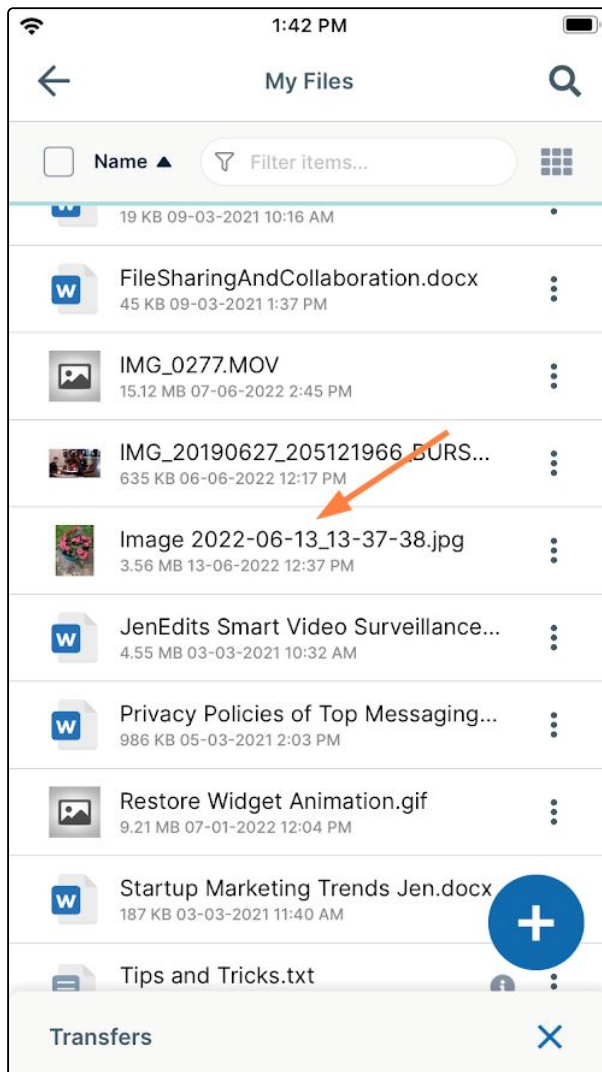 1:42 PM
My Files
Name ▲ Filter items...
19 KB 09-03-2021 10:16 AM
W
FileSharingAndCollaboration.docx
45 KB 09-03-2021 1:37 PM
IMG_0277.MOV
15.12 MB 07-06-2022 2:45 PM
IMG_20190627_205121966_BURS...
635 KB 06-06-2022 12:17 PM
Image 2022-06-13_13-37-38.jpg
3.56 MB 13-06-2022 12:37 PM
W
JenEdits Smart Video Surveillance...
4.55 MB 03-03-2021 10:32 AM
W
Privacy Policies of Top Messaging...
986 KB 05-03-2021 2:03 PM
Restore Widget Animation.gif
9.21 MB 07-01-2022 12:04 PM
W
Startup Marketing Trends Jen.docx
187 KB 03-03-2021 11:40 AM
Tips and Tricks.txt
Transfers